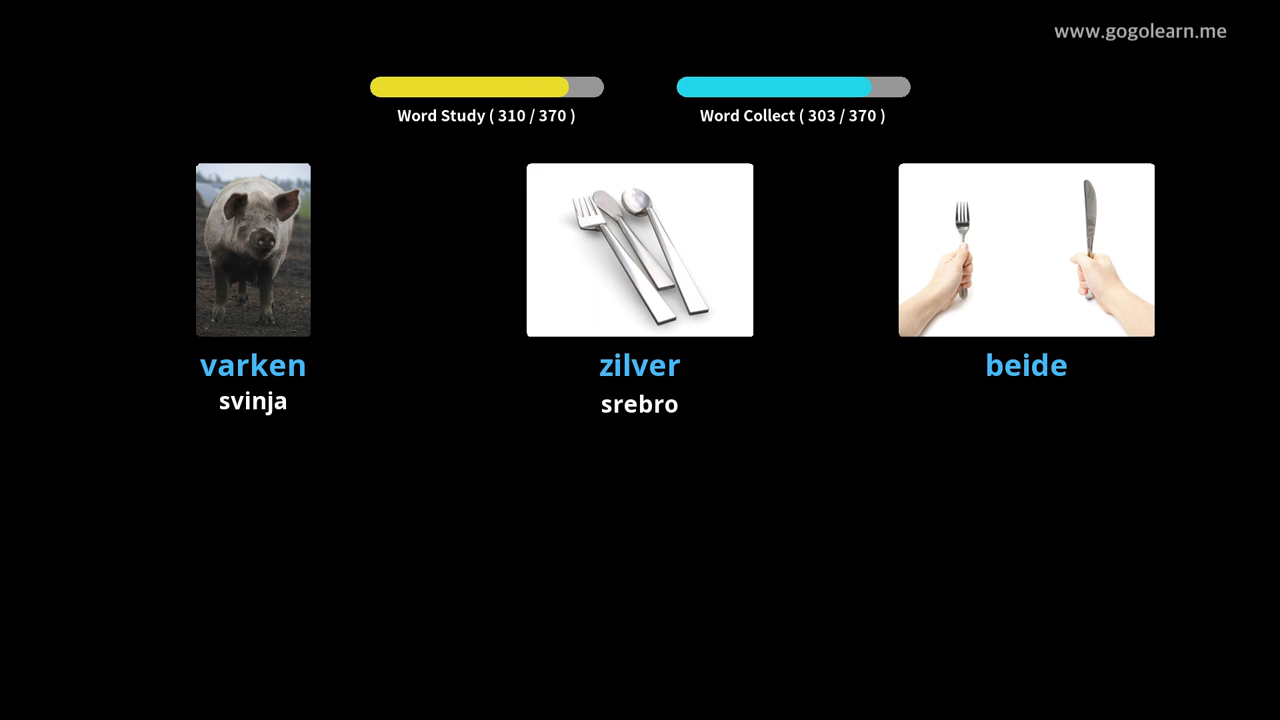 www.gogolearn.me
Word Study ( 310 / 370 )
Word Collect ( 303 / 370 )
varken
svinja
zilver
srebro
beide